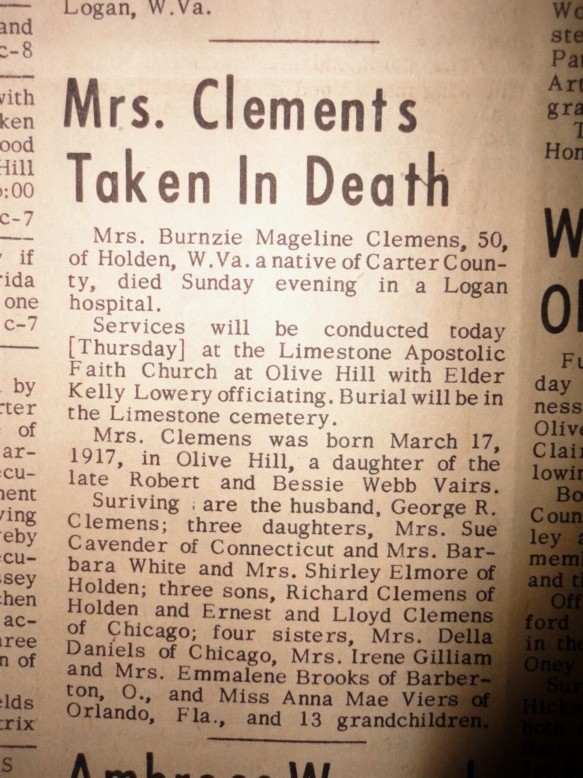 Logan, W.Va.
Mrs. Clements
Taken In Death
Mrs. Burnzie Mageline Clemens, 50,
of Holden, W.Va. a native of Carter Coun-
ty, died Sunday evening in a Logan
hospital.
Services will be conducted today
[Thursday] at the Limestone Apostolic
Faith Church at Olive Hill with Elder
Kelly Lowery officiating. Burial will be in
the Limestone cemetery.
Mrs. Clemens was born March 17,
1917, in Olive Hill, a daughter of the
late Robert and Bessie Webb Vairs.
Suriving are the husband, George R.
Clemens; three daughters, Mrs. Sue
Cavender of Connecticut and Mrs. Bar-
bara White and Mrs. Shirley Elmore of
Holden; three sons, Richard Clemens of
Holden and Ernest and Lloyd Clemens
of Chicago; four sisters, Mrs. Della
Daniels of Chicago, Mrs. Irene Gilliam
and Mrs. Emmalene Brooks of Barber-
ton, O., and Miss Anna Mae Viers of
Orlando, Fla., and 13 grandchildren.